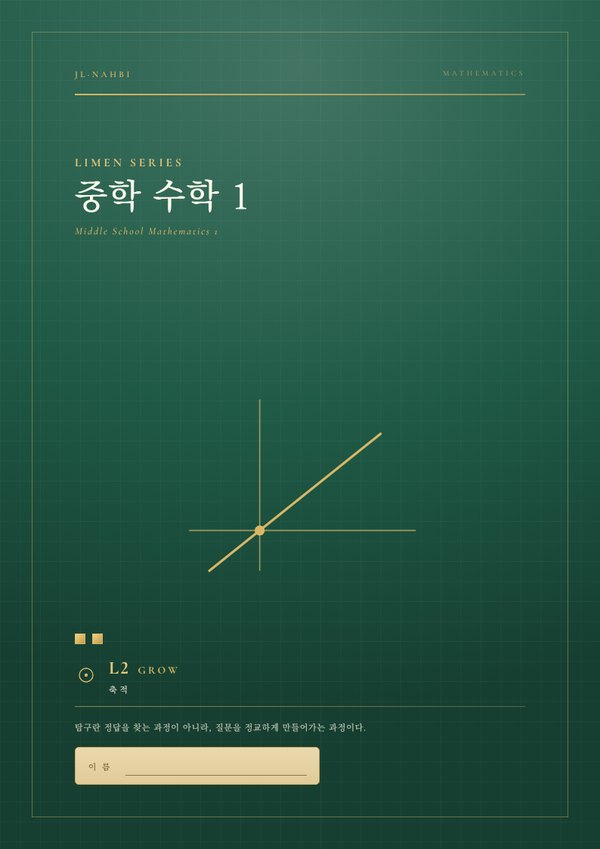 JL·NAHBI
MATHEMATICS
LIMEN SERIES
중학 수학 1
Middle School Mathematics 1
L2 GROW
축적
탐구란 정답을 찾는 과정이 아니라, 질문을 정교하게 만들어가는 과정이다.
이 름